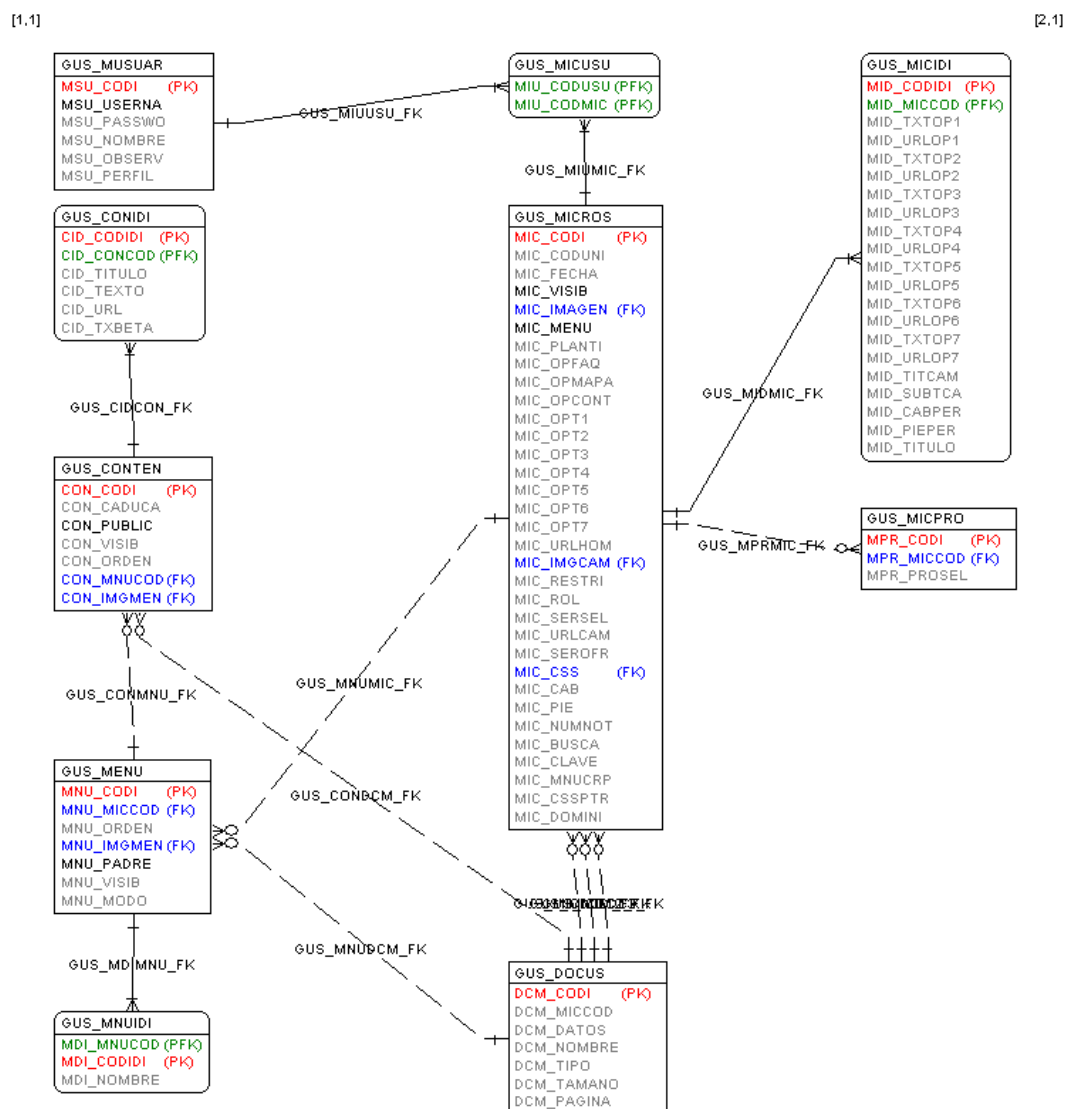 [1,1]
[2,1]
GUS_MUSUAR
MSU_CODI (PK)
MSU_USERNA
MSU_PASSWO
MSU_NOMBRE
MSU_OBSERV
MSU_PERFIL
GUS_MIUUSU_FK
GUS_MICUSU
MIU_CODUSU (PFK)
MIU_CODMIC (PFK)
GUS_MIUMIC_FK
GUS_MICIDI
MID_CODIDI (PK)
MID_MICCOD (PFK)
MID_TXTOP1
MID_URLOP1
MID_TXTOP2
MID_URLOP2
MID_TXTOP3
MID_URLOP3
MID_TXTOP4
MID_URLOP4
MID_TXTOP5
MID_URLOP5
MID_TXTOP6
MID_URLOP6
MID_TXTOP7
MID_URLOP7
MID_TITCAM
MID_SUBTCA
MID_CABPER
MID_PIEPER
MID_TITULO
GUS_CONIDI
CID_CODIDI (PK)
CID_CONCOD (PFK)
CID_TITULO
CID_TEXTO
CID_URL
CID_TXBETA
GUS_CIDCON_FK
GUS_MICROS
MIC_CODI (PK)
MIC_CODUNI
MIC_FECHA
MIC_VISIB
MIC_IMAGEN (FK)
MIC_MENU
MIC_PLANTI
MIC_OPFAQ
MIC_OPMAPA
MIC_OPCONT
MIC_OPT1
MIC_OPT2
MIC_OPT3
MIC_OPT4
MIC_OPT5
MIC_OPT6
MIC_OPT7
MIC_URLHOM
MIC_IMGCAM (FK)
MIC_RESTRI
MIC_ROL
MIC_SERSEL
MIC_URLCAM
MIC_SEROFR
MIC_CSS (FK)
MIC_CAB
MIC_PIE
MIC_NUMNOT
MIC_BUSCA
MIC_CLAVE
MIC_MNUCRP
MIC_CSSPTR
MIC_DOMINI
GUS_MIDMIC_FK
GUS_MPRMIC_FK
GUS_MICPRO
MPR_CODI (PK)
MPR_MICCOD (FK)
MPR_PROSEL
GUS_CONTEN
CON_CODI (PK)
CON_CADUCA
CON_PUBLIC
CON_VISIB
CON_ORDEN
CON_MNUCOD (FK)
CON_IMGMEN (FK)
GUS_CONMNU_FK
GUS_MNUMIC_FK
GUS_CONDCM_FK
GUS_MENU
MNU_CODI (PK)
MNU_MICCOD (FK)
MNU_ORDEN
MNU_IMGMEN (FK)
MNU_PADRE
MNU_VISIB
MNU_MODO
GUS_MNUDCM_FK
GUS_MDIMNU_FK
GUS_MNUIDI
MDI_MNUCOD (PFK)
MDI_CODIDI (PK)
MDI_NOMBRE
GUS_DOCUS
DCM_CODI (PK)
DCM_MICCOD
DCM_DATOS
DCM_NOMBRE
DCM_TIPO
DCM_TAMANO
DCM_PAGINA